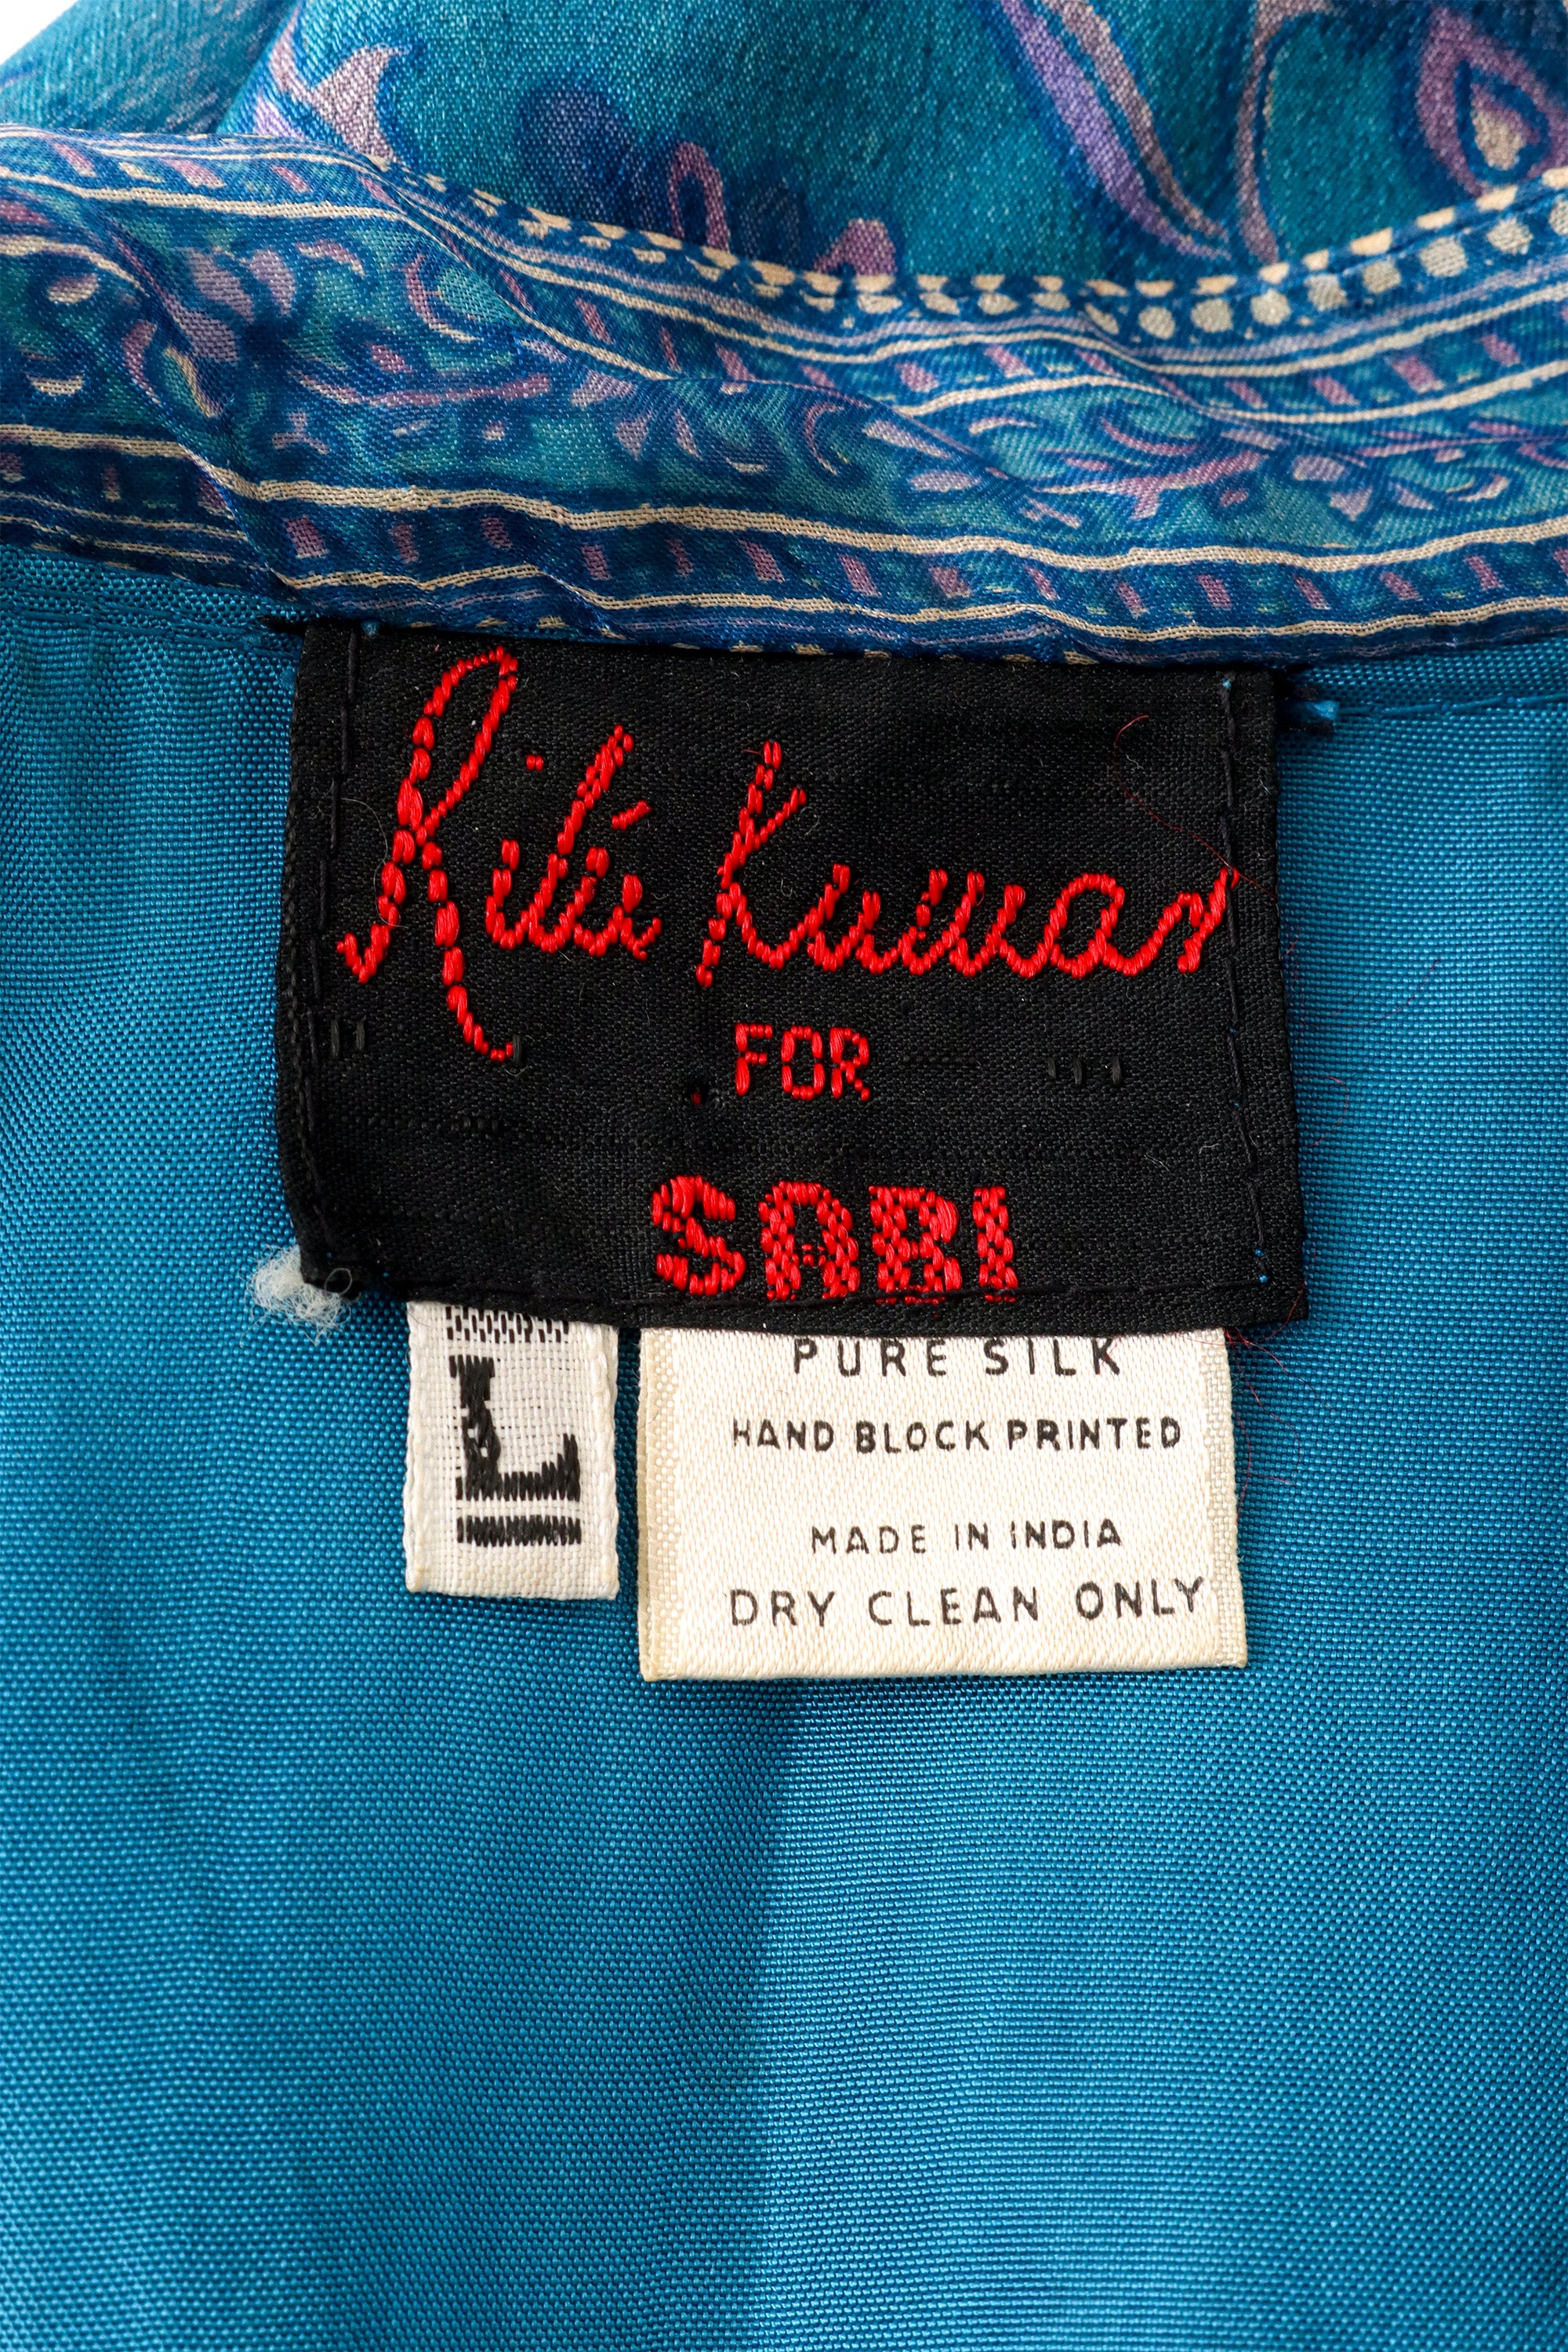 Ritu Kumar
FOR
SABI
L
PURE SILK
HAND BLOCK PRINTED
MADE IN INDIA
DRY CLEAN ONLY